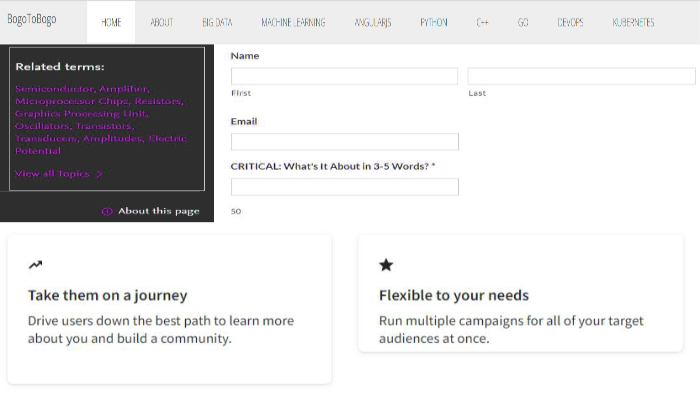 BogoToBogo HOME ABOUT BIG DATA MACHINE LEARNING ANGULARJS PYTHON C++ GO DEVOPS KUBERNETES
Related terms:
Semiconductor, Amplifier,
Microprocessor Chips, Resistors,
Graphics Processing Unit,
Oscillators, Transistors,
Transducers, Amplitudes, Electric
Potential
View all Topics >
About this page
Name
First Last
Email
CRITICAL: What's It About in 3-5 Words? *
50
Take them on a journey
Drive users down the best path to learn more
about you and build a community.
Flexible to your needs
Run multiple campaigns for all of your target
audiences at once.